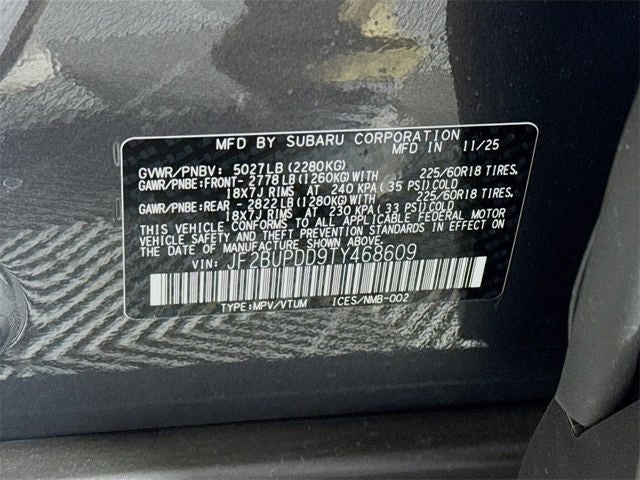 MFD BY SUBARU CORPORATION
MFD IN 11/25
GVWR/PNBV: 5027LB(2280KG)
GAWR/PNBE:FRONT- 2778LB(1260KG)WITH 225/60R18 TIRES,
18X7J RIMS AT 240 KPA(35 PSI)COLD
GAWR/PNBE:REAR - 2822LB(1280KG)WITH 225/60R18 TIRES,
18X7J RIMS AT 230 KPA(33 PSI)COLD
THIS VEHICLE CONFORMS TO ALL APPLICABLE FEDERAL MOTOR
VEHICLE SAFETY AND THEFT PREVENTION STANDARDS IN EFFECT ON
THE DATE OF MANUFACTURE SHOWN ABOVE.
VIN: JF2BUPDD9TY468609
TYPE:MPV/VTUM ICES/NMB-002